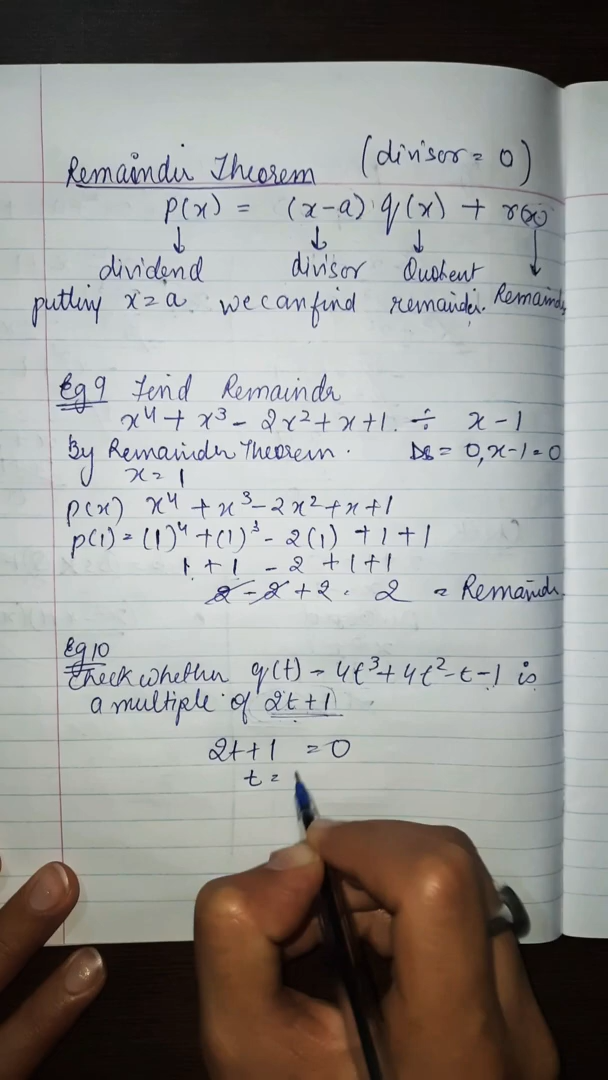 Remainder Theorem (divisor = 0)
p(x) = (x-a) q(x) + r(x)
↓ ↓ ↓ ↓
dividend divisor Quotient Remainder
putting x = a we can find remainder.
Eg 9 Find Remainder
x⁴ + x³ - 2x² + x + 1 ÷ x - 1
By Remainder Theorem. = 0, x-1 = 0
x = 1
p(x) x⁴ + x³ - 2x² + x + 1
p(1) = (1)⁴ + (1)³ - 2(1) + 1 + 1
1 + 1 - 2 + 1 + 1
2 - 2 + 2 . 2 = Remainder
Eg 10
Check whether q(t) = 4t³ + 4t² - t - 1 is
a multiple of 2t + 1
2t + 1 = 0
t =